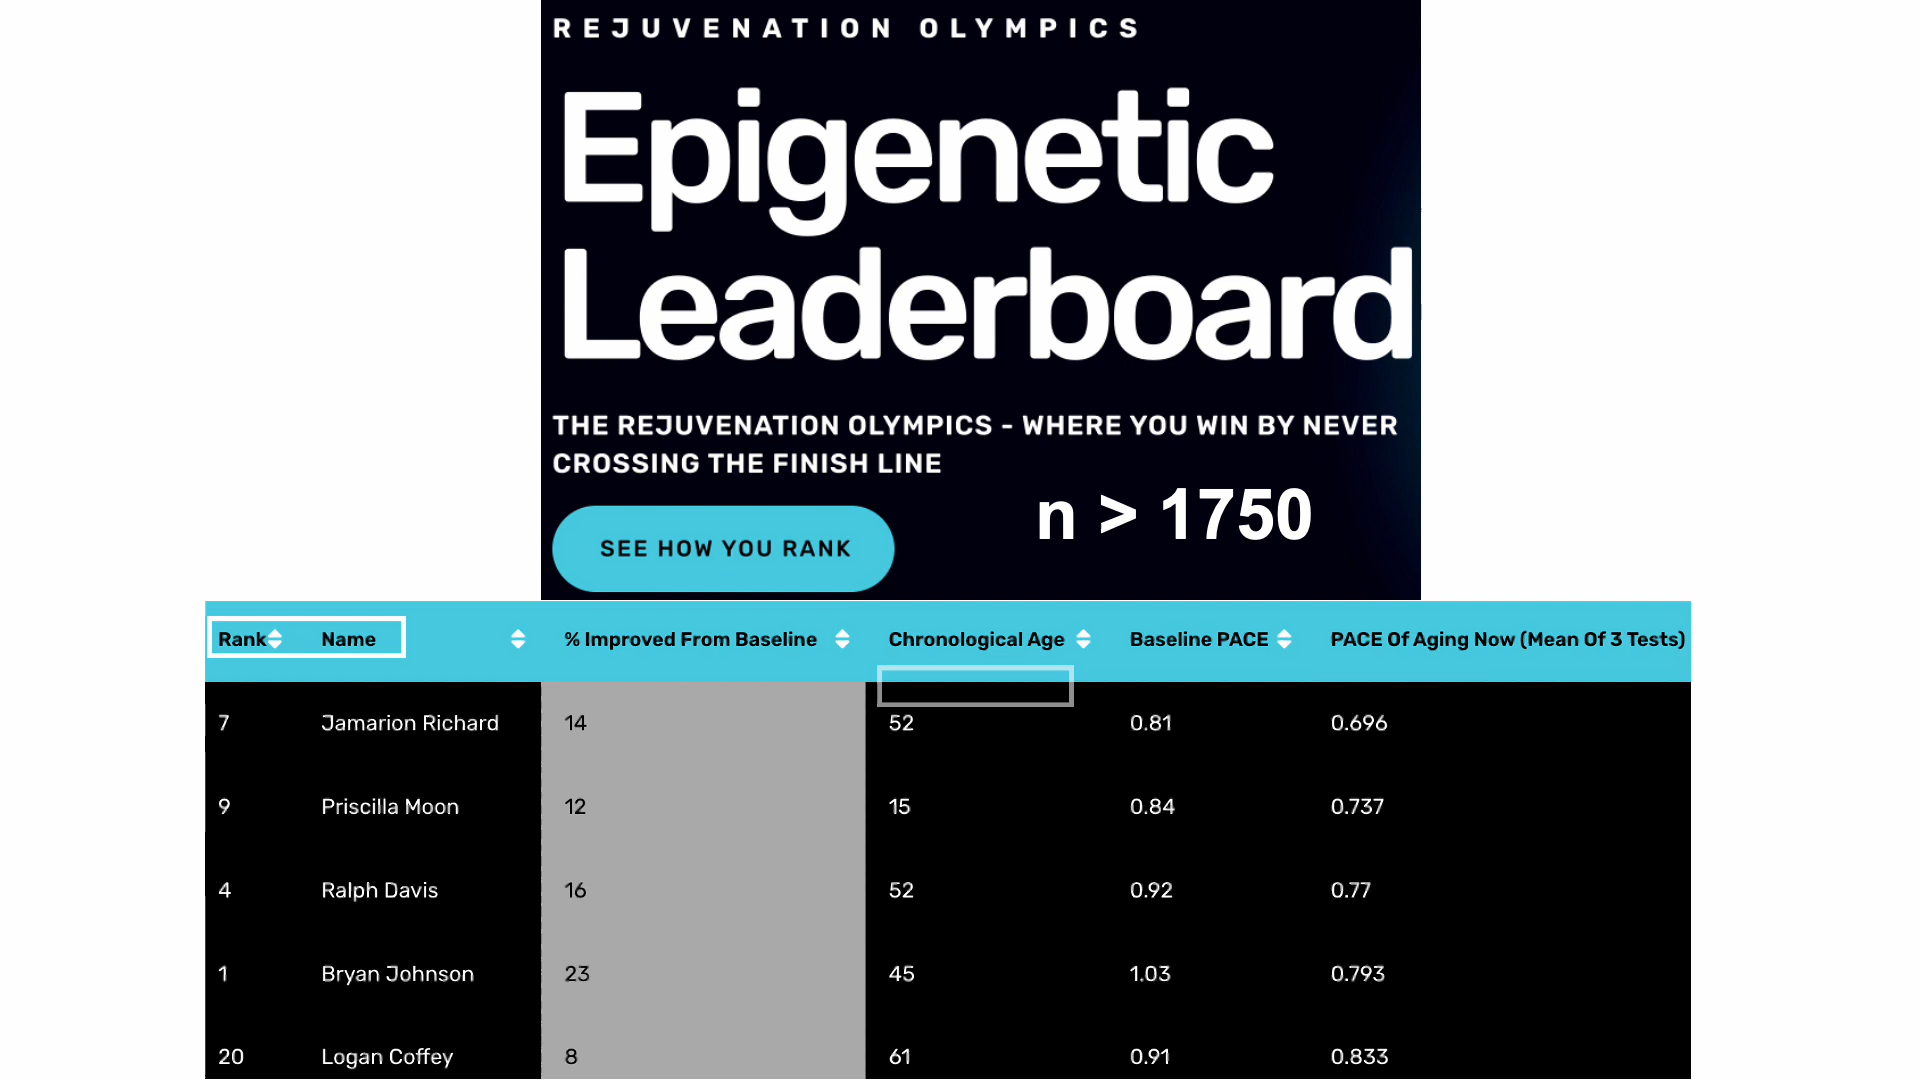 REJUVENATION OLYMPICS
Epigenetic
Leaderboard
THE REJUVENATION OLYMPICS - WHERE YOU WIN BY NEVER
CROSSING THE FINISH LINE
n > 1750
SEE HOW YOU RANK
Rank Name % Improved From Baseline Chronological Age Baseline PACE PACE Of Aging Now (Mean Of 3 Tests)
7 Jamarion Richard 14 52 0.81 0.696
9 Priscilla Moon 12 15 0.84 0.737
4 Ralph Davis 16 52 0.92 0.77
1 Bryan Johnson 23 45 1.03 0.793
20 Logan Coffey 8 61 0.91 0.833